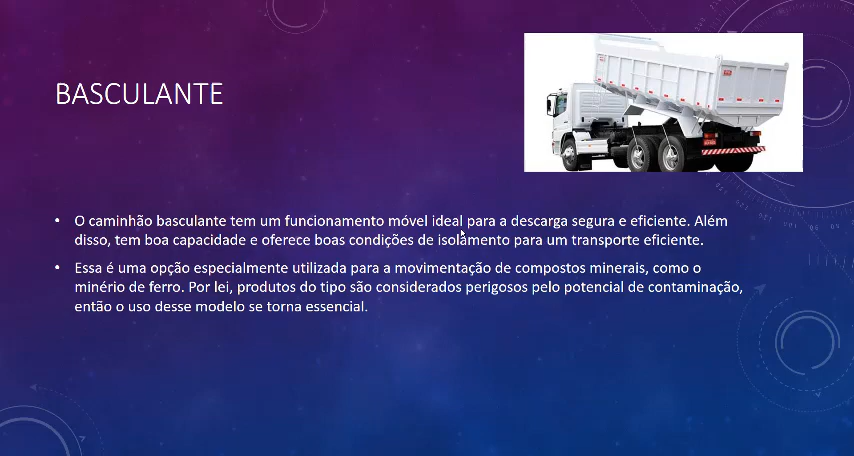 BASCULANTE
• O caminhão basculante tem um funcionamento móvel ideal para a descarga segura e eficiente. Além
disso, tem boa capacidade e oferece boas condições de isolamento para um transporte eficiente.
• Essa é uma opção especialmente utilizada para a movimentação de compostos minerais, como o
minério de ferro. Por lei, produtos do tipo são considerados perigosos pelo potencial de contaminação,
então o uso desse modelo se torna essencial.